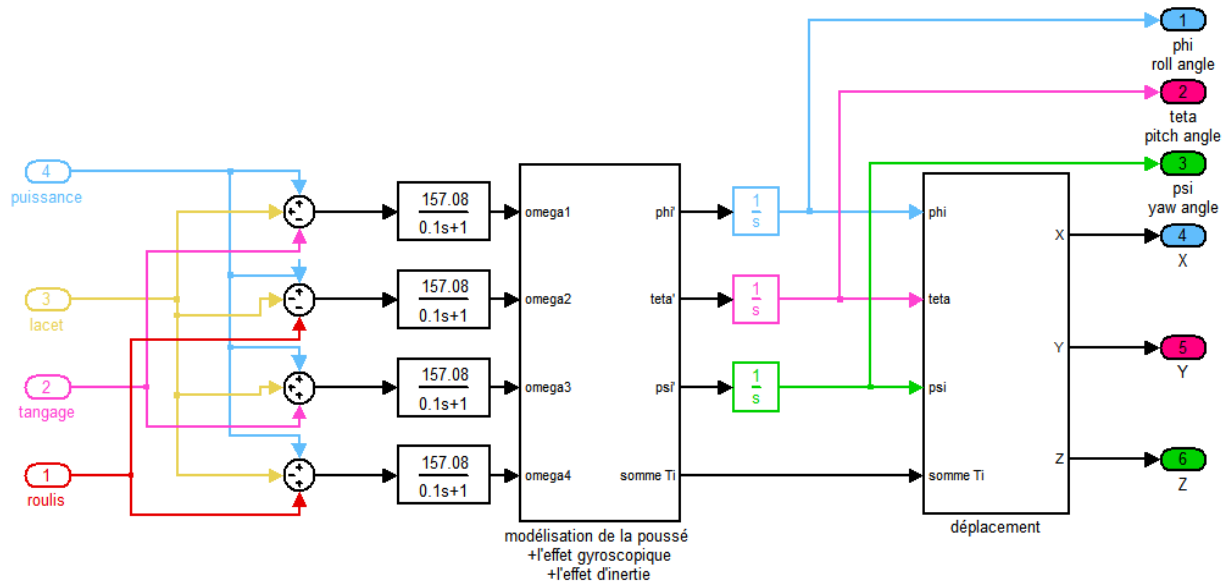 1
phi
roll angle
2
teta
pitch angle
3
psi
yaw angle
4
X
5
Y
6
Z
4
puissance
3
lacet
2
tangage
1
roulis
+
+
-
+
-
-
+
+
+
+
-
+
157.08
0.1s+1
157.08
0.1s+1
157.08
0.1s+1
157.08
0.1s+1
omega1
phi'
omega2
teta'
omega3
psi'
omega4
somme Ti
modélisation de la poussé
+l'effet gyroscopique
+l'effet d'inertie
1
s
1
s
1
s
phi
X
teta
Y
psi
Z
somme Ti
déplacement